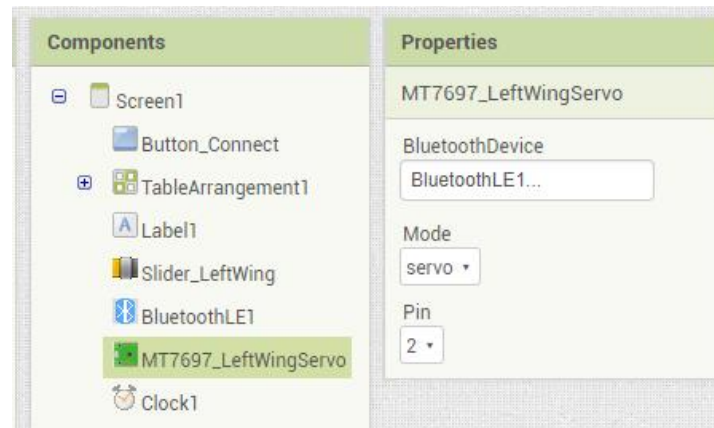 Components
Screen1
Button_Connect
TableArrangement1
A Label1
Slider_LeftWing
BluetoothLE1
MT7697_LeftWingServo
Clock1
Properties
MT7697_LeftWingServo
BluetoothDevice
BluetoothLE1...
Mode
servo
Pin
2